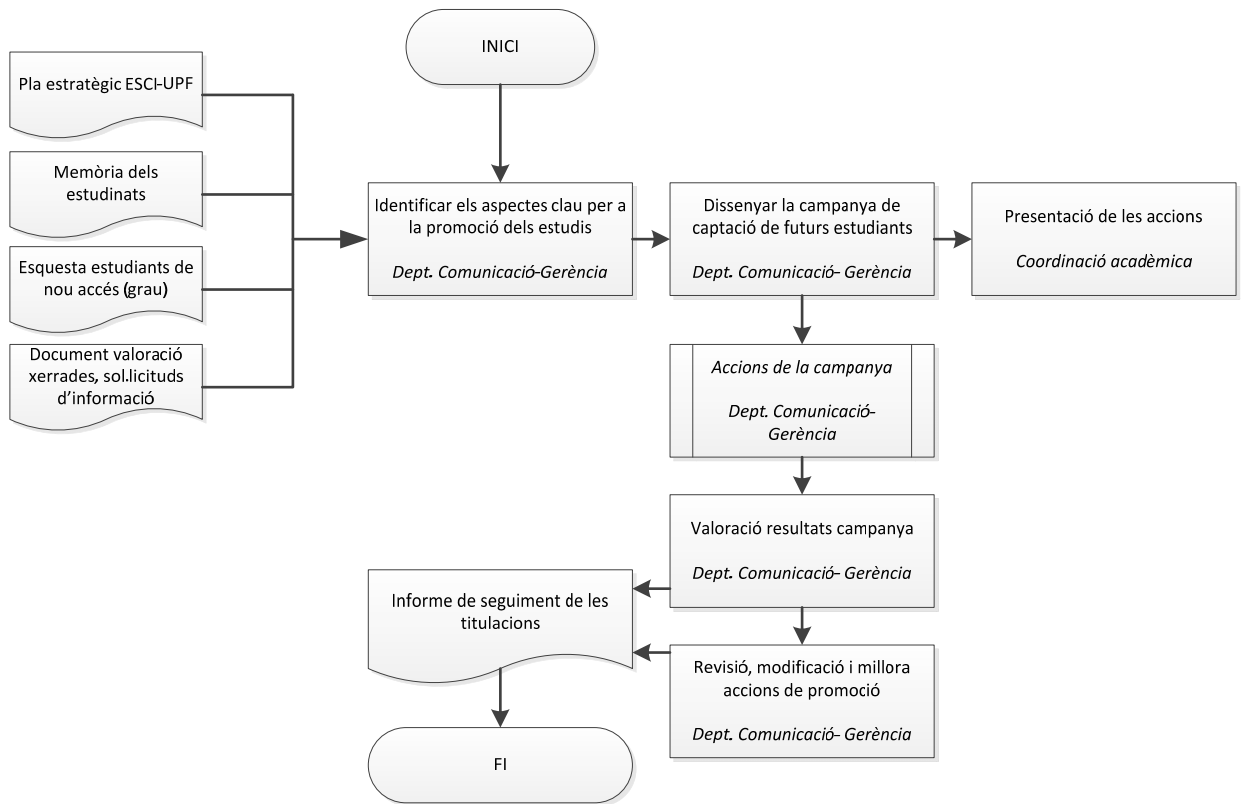 INICI
Pla estratègic ESCI-UPF
Memòria dels
estudinats
Esquesta estudiants de
nou accés (grau)
Document valoració
xerrades, sol.licituds
d'informació
Identificar els aspectes clau per a
la promoció dels estudis
Dept. Comunicació-Gerència
Dissenyar la campanya de
captació de futurs estudiants
Dept. Comunicació- Gerència
Presentació de les accions
Coordinació acadèmica
Accions de la campanya
Dept. Comunicació-
Gerència
Valoració resultats campanya
Dept. Comunicació- Gerència
Informe de seguiment de les
titulacions
Revisió, modificació i millora
accions de promoció
Dept. Comunicació- Gerència
FI